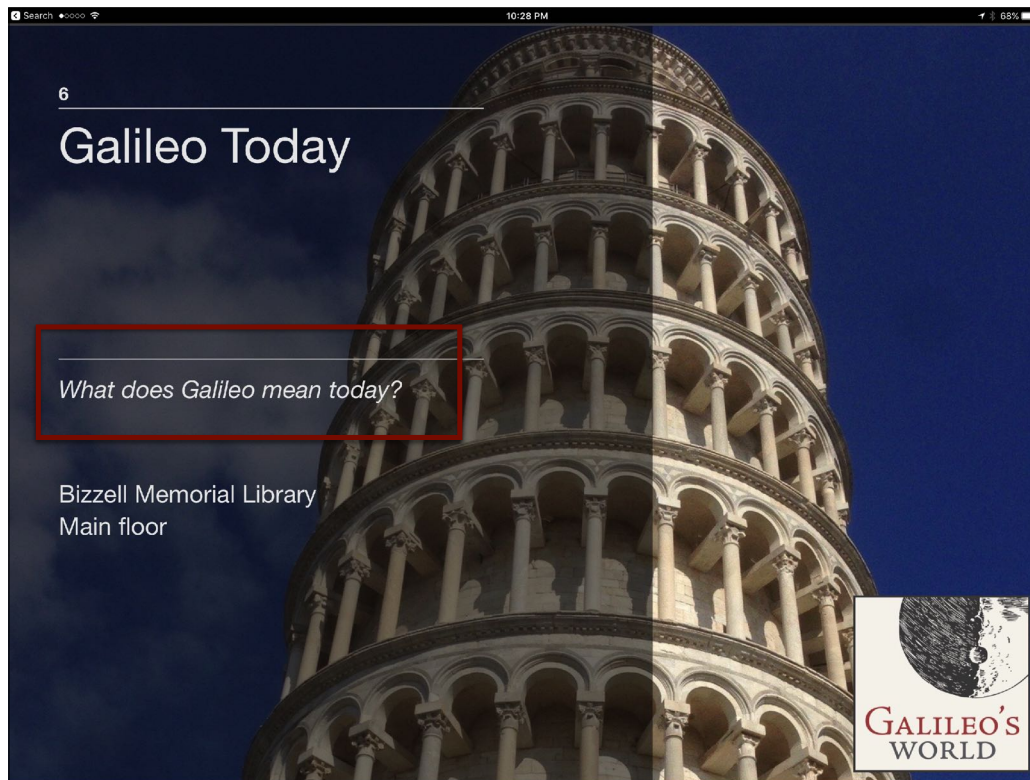 Search
10:28 PM
68%
6
Galileo Today
What does Galileo mean today?
Bizzell Memorial Library
Main floor
GALILEO'S
WORLD